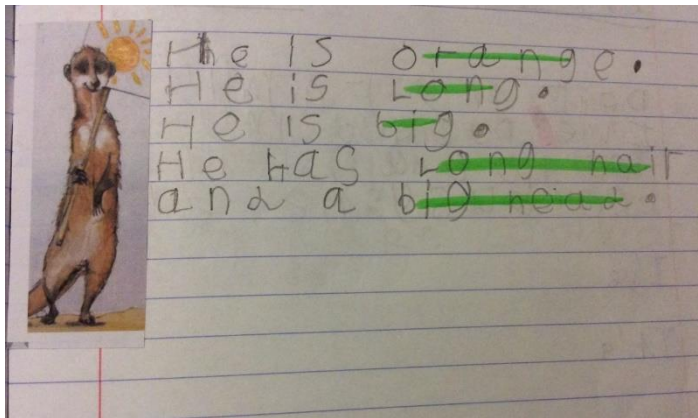 He is orange.
He is Long.
He is big.
He has Long hair
and a big head.